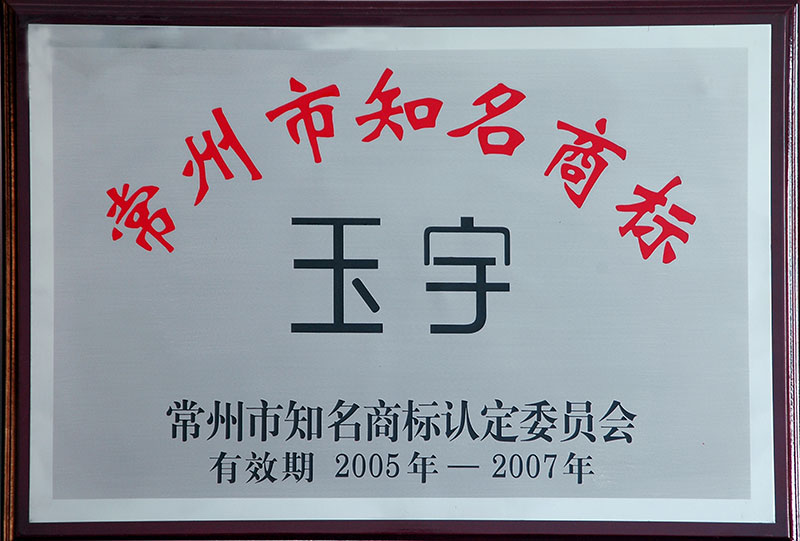 常州市知名商标
玉宇
常州市知名商标认定委员会
有效期 2005年—2007年